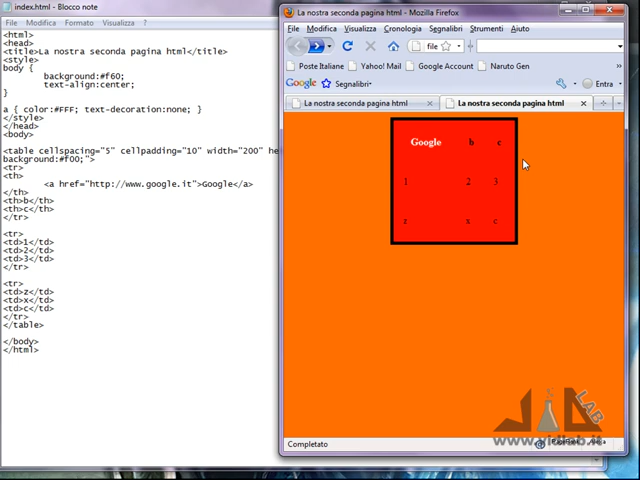 index.html - Blocco note
File Modifica Formato Visualizza ?
<html>
<head>
<title>La nostra seconda pagina html</title>
<style>
body {
background:#f60;
text-align:center;
}
a { color:#FFF; text-decoration:none; }
</style>
</head>
<body>
<table cellspacing="5" cellpadding="10" width="200" he
background:#f00;">
<tr>
<th>
<a href="http://www.google.it">Google</a>
</th>
<th>b</th>
<th>c</th>
</tr>
<tr>
<td>1</td>
<td>2</td>
<td>3</td>
</tr>
<tr>
<td>z</td>
<td>x</td>
<td>c</td>
</tr>
</table>
</body>
</html>
La nostra seconda pagina html - Mozilla Firefox
File Modifica Visualizza Cronologia Segnalibri Strumenti Aiuto
file
Poste Italiane Yahoo! Mail Google Account Naruto Gen
Google Segnalibri Entra
La nostra seconda pagina html La nostra seconda pagina html
Google b c
1 2 3
z x c
Completato
LAB
www.yidlab.it